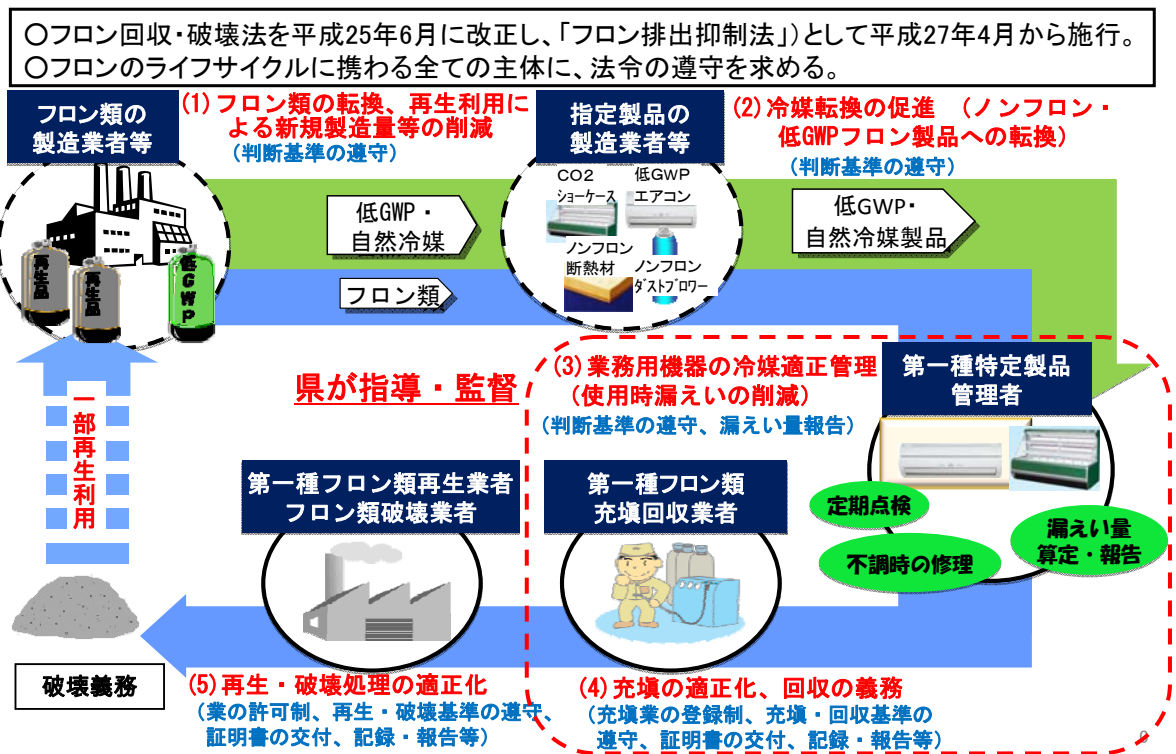 ○フロン回収・破壊法を平成25年6月に改正し、「フロン排出抑制法」）として平成27年4月から施行。
○フロンのライフサイクルに携わる全ての主体に、法令の遵守を求める。
フロン類の
製造業者等
(1)フロン類の転換、再生利用に
よる新規製造量等の削減
(判断基準の遵守)
指定製品の
製造業者等
(2)冷媒転換の促進 （ノンフロン・
低GWPフロン製品への転換)
(判断基準の遵守)
再生品
再生品
低GWP
低GWP・
自然冷媒
フロン類
CO2
ショーケース
低GWP
エアコン
ノンフロン
断熱材
ノンフロン
ダストブロワー
低GWP・
自然冷媒製品
一部再生利用
県が指導・監督
(3)業務用機器の冷媒適正管理
(使用時漏えいの削減)
(判断基準の遵守、漏えい量報告)
第一種特定製品
管理者
定期点検
不調時の修理
漏えい量
算定・報告
第一種フロン類再生業者
フロン類破壊業者
第一種フロン類
充塡回収業者
破壊義務
(5)再生・破壊処理の適正化
(業の許可制、再生・破壊基準の遵守、
証明書の交付、記録・報告等)
(4)充塡の適正化、回収の義務
(充塡業の登録制、充塡・回収基準の
遵守、証明書の交付、記録・報告等)